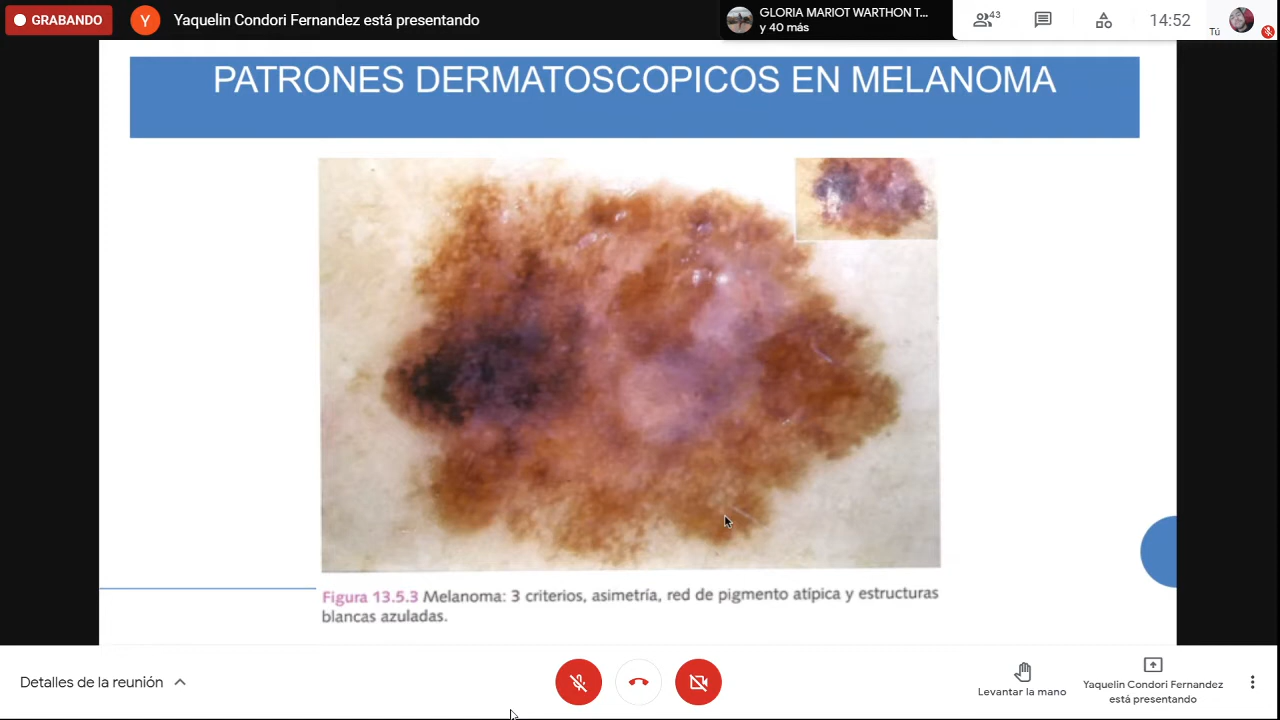 GRABANDO
Y
Yaquelin Condori Fernandez está presentando
GLORIA MARIOT WARTHON T...
y 40 más
43
14:52
Tú
PATRONES DERMATOSCOPICOS EN MELANOMA
Figura 13.5.3 Melanoma: 3 criterios, asimetría, red de pigmento atípica y estructuras
blancas azuladas.
Detalles de la reunión
Levantar la mano
Yaquelin Condori Fernandez
está presentando